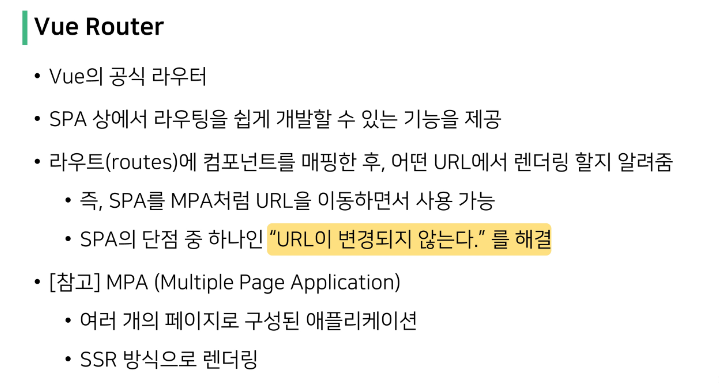 Vue Router
• Vue의 공식 라우터
• SPA 상에서 라우팅을 쉽게 개발할 수 있는 기능을 제공
• 라우트(routes)에 컴포넌트를 매핑한 후, 어떤 URL에서 렌더링 할지 알려줌
• 즉, SPA를 MPA처럼 URL을 이동하면서 사용 가능
• SPA의 단점 중 하나인 “URL이 변경되지 않는다.” 를 해결
• [참고] MPA (Multiple Page Application)
• 여러 개의 페이지로 구성된 애플리케이션
• SSR 방식으로 렌더링